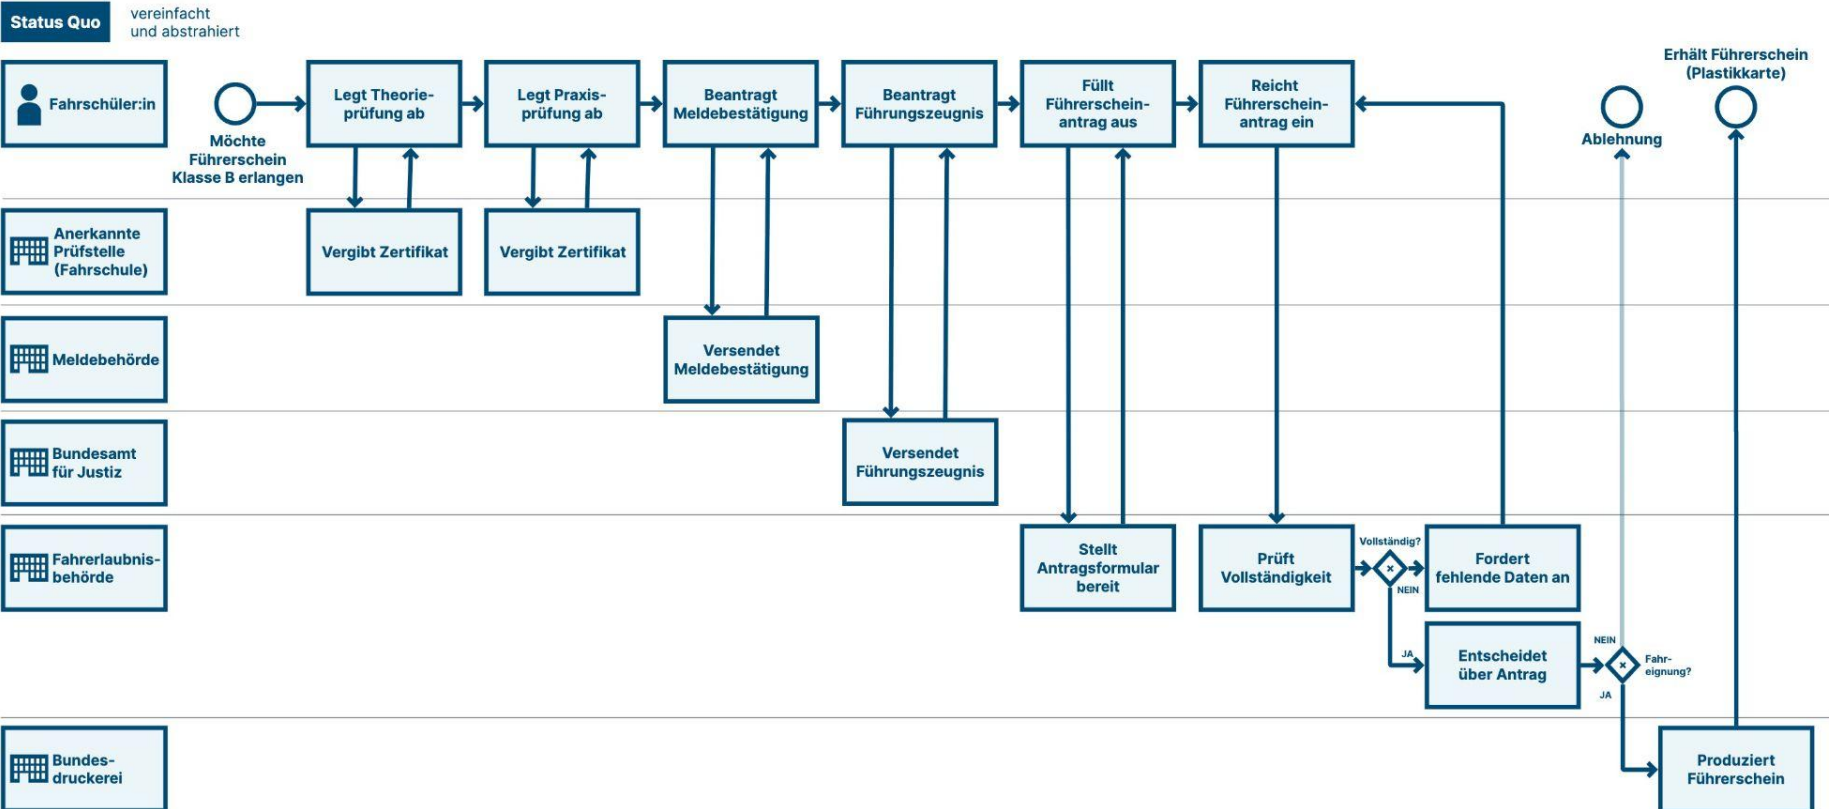 Status Quo
vereinfacht
und abstrahiert
Fahrschüler:in
Möchte
Führerschein
Klasse B erlangen
Legt Theorie-
prüfung ab
Legt Praxis-
prüfung ab
Beantragt
Meldebestätigung
Beantragt
Führungszeugnis
Füllt
Führerschein-
antrag aus
Reicht
Führerschein-
antrag ein
Ablehnung
Erhält Führerschein
(Plastikkarte)
Anerkannte
Prüfstelle
(Fahrschule)
Vergibt Zertifikat
Vergibt Zertifikat
Meldebehörde
Versendet
Meldebestätigung
Bundesamt
für Justiz
Versendet
Führungszeugnis
Fahrerlaubnis-
behörde
Stellt
Antragsformular
bereit
Prüft
Vollständigkeit
Vollständig?
NEIN
Fordert
fehlende Daten an
JA
Entscheidet
über Antrag
NEIN
Fahr-
eignung?
JA
Bundes-
druckerei
Produziert
Führerschein